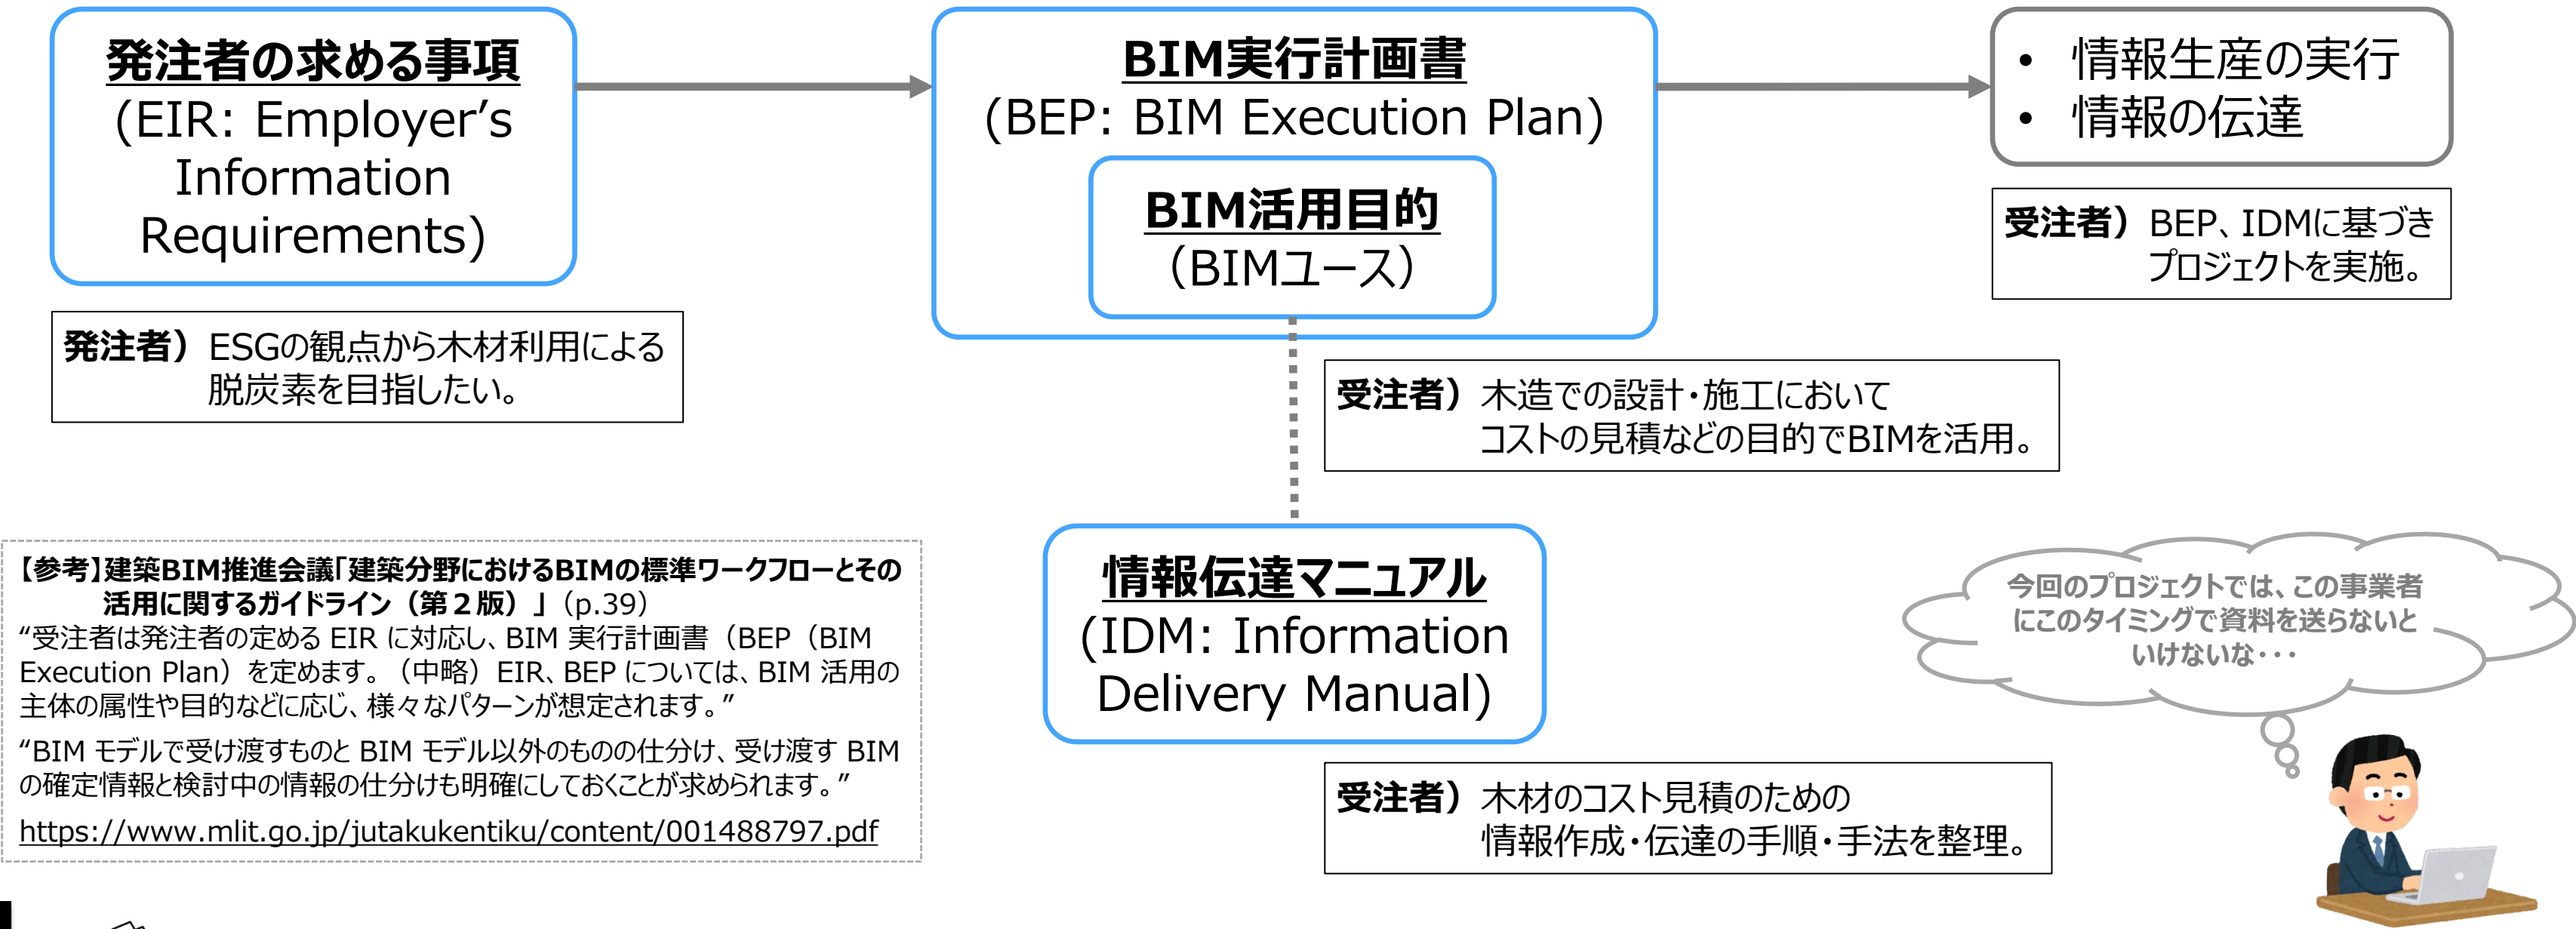 発注者の求める事項
(EIR: Employer’s
Information
Requirements)
発注者）ESGの観点から木材利用による
脱炭素を目指したい。
BIM実行計画書
(BEP: BIM Execution Plan)
BIM活用目的
（BIMユース）
受注者）木造での設計・施工において
コストの見積などの目的でBIMを活用。
• 情報生産の実行
• 情報の伝達
受注者）BEP、IDMに基づき
プロジェクトを実施。
情報伝達マニュアル
(IDM: Information
Delivery Manual)
受注者）木材のコスト見積のための
情報作成・伝達の手順・手法を整理。
【参考】建築BIM推進会議「建築分野におけるBIMの標準ワークフローとその
活用に関するガイドライン（第２版）」（p.39）
“受注者は発注者の定める EIR に対応し、BIM 実行計画書（BEP（BIM
Execution Plan）を定めます。（中略）EIR、BEP については、BIM 活用の
主体の属性や目的などに応じ、様々なパターンが想定されます。”
“BIM モデルで受け渡すものと BIM モデル以外のものの仕分け、受け渡す BIM
の確定情報と検討中の情報の仕分けも明確にしておくことが求められます。”
https://www.mlit.go.jp/jutakukentiku/content/001488797.pdf
今回のプロジェクトでは、この事業者
にこのタイミングで資料を送らないと
いけないな・・・